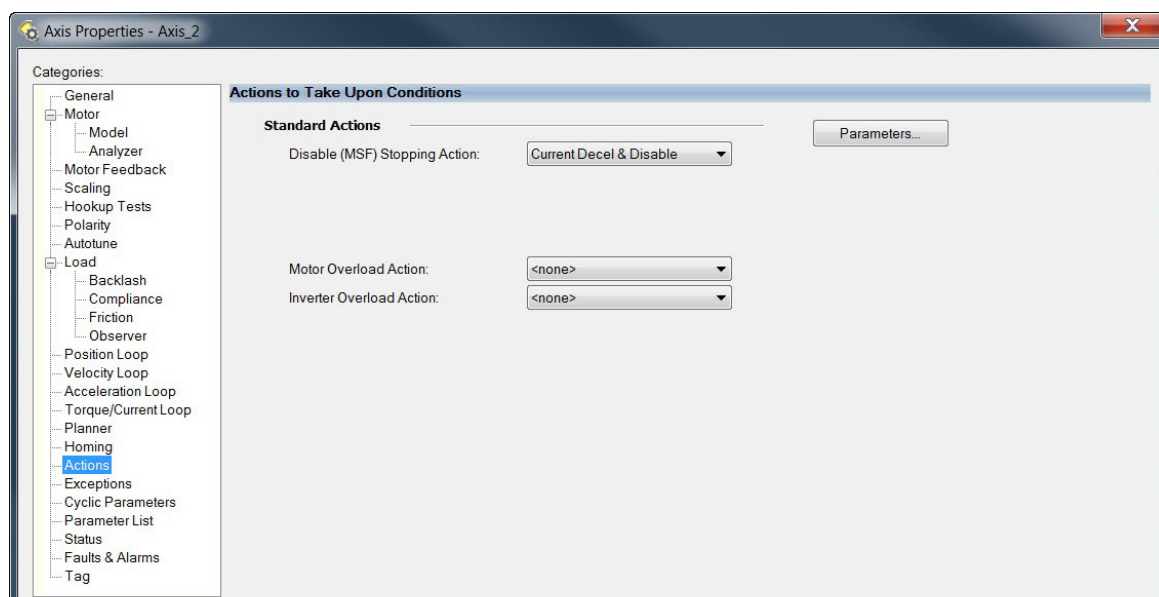 Axis Properties - Axis_2
X
Categories:
General
Motor
Model
Analyzer
Motor Feedback
Scaling
Hookup Tests
Polarity
Autotune
Load
Backlash
Compliance
Friction
Observer
Position Loop
Velocity Loop
Acceleration Loop
Torque/Current Loop
Planner
Homing
Actions
Exceptions
Cyclic Parameters
Parameter List
Status
Faults & Alarms
Tag
Actions to Take Upon Conditions
Standard Actions
Parameters...
Disable (MSF) Stopping Action: Current Decel & Disable
Motor Overload Action: <none>
Inverter Overload Action: <none>